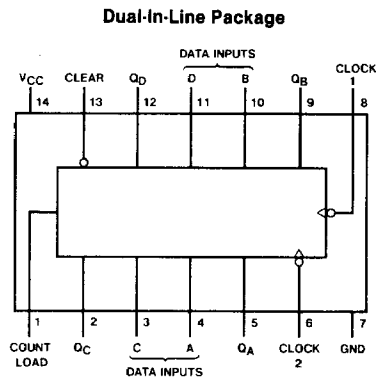 Dual-In-Line Package
DATA INPUTS
VCC CLEAR QD D B QB CLOCK 1
14 13 12 11 10 9 8
1 2 3 4 5 6 7
COUNT LOAD QC C A QA CLOCK 2 GND
DATA INPUTS